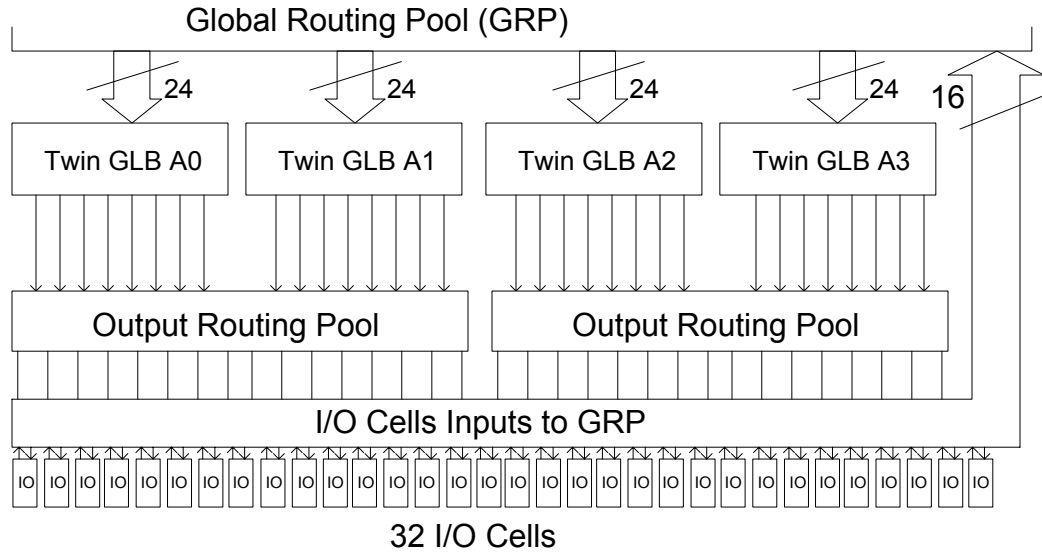 Global Routing Pool (GRP)
24 24 24 24 16
Twin GLB A0 Twin GLB A1 Twin GLB A2 Twin GLB A3
Output Routing Pool Output Routing Pool
I/O Cells Inputs to GRP
IO IO IO IO IO IO IO IO IO IO IO IO IO IO IO IO IO IO IO IO IO IO IO IO IO IO IO IO IO IO IO IO
32 I/O Cells